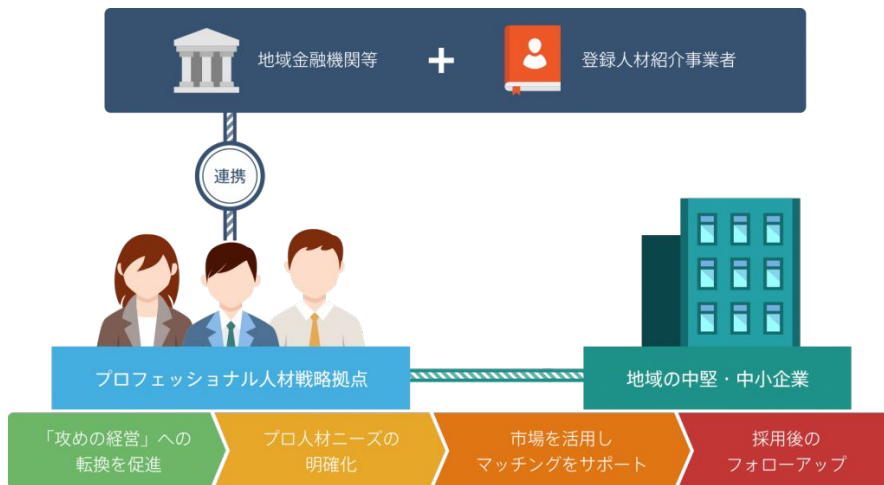 地域金融機関等
+
登録人材紹介事業者
連携
プロフェッショナル人材戦略拠点
地域の中堅・中小企業
「攻めの経営」への
転換を促進
プロ人材ニーズの
明確化
市場を活用し
マッチングをサポート
採用後の
フォローアップ